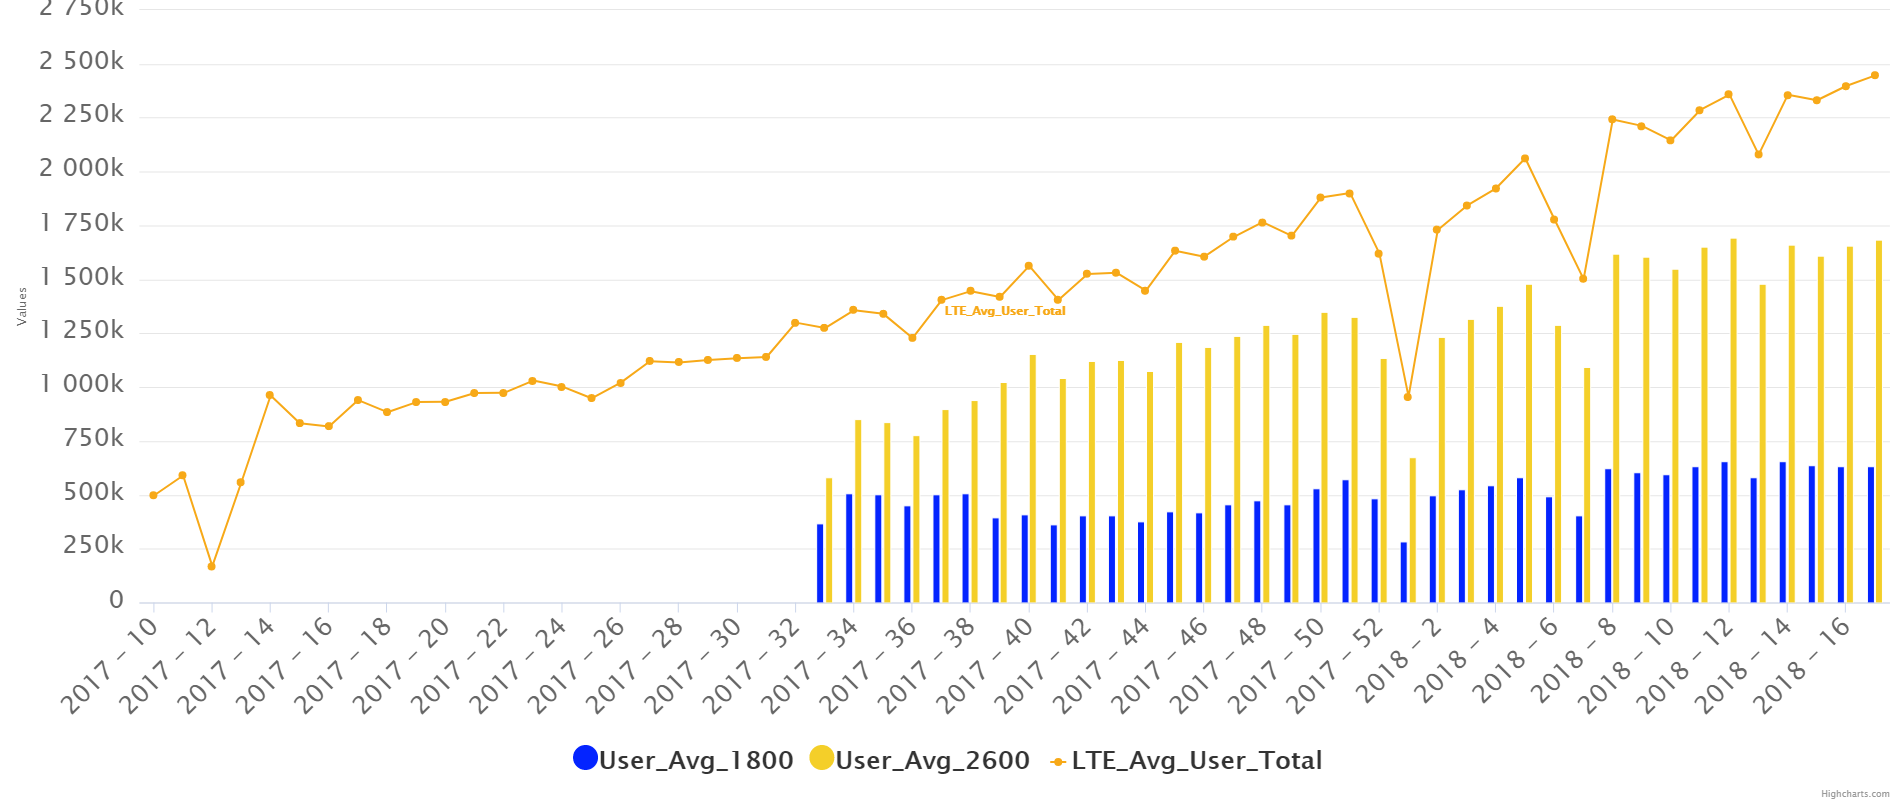 2 750k
2 500k
2 250k
2 000k
1 750k
1 500k
1 250k
1 000k
750k
500k
250k
0
Values
LTE_Avg_User_Total
2017 – 10
2017 – 12
2017 – 14
2017 – 16
2017 – 18
2017 – 20
2017 – 22
2017 – 24
2017 – 26
2017 – 28
2017 – 30
2017 – 32
2017 – 34
2017 – 36
2017 – 38
2017 – 40
2017 – 42
2017 – 44
2017 – 46
2017 – 48
2017 – 50
2017 – 52
2018 – 2
2018 – 4
2018 – 6
2018 – 8
2018 – 10
2018 – 12
2018 – 14
2018 – 16
User_Avg_1800 User_Avg_2600 LTE_Avg_User_Total
Highcharts.com